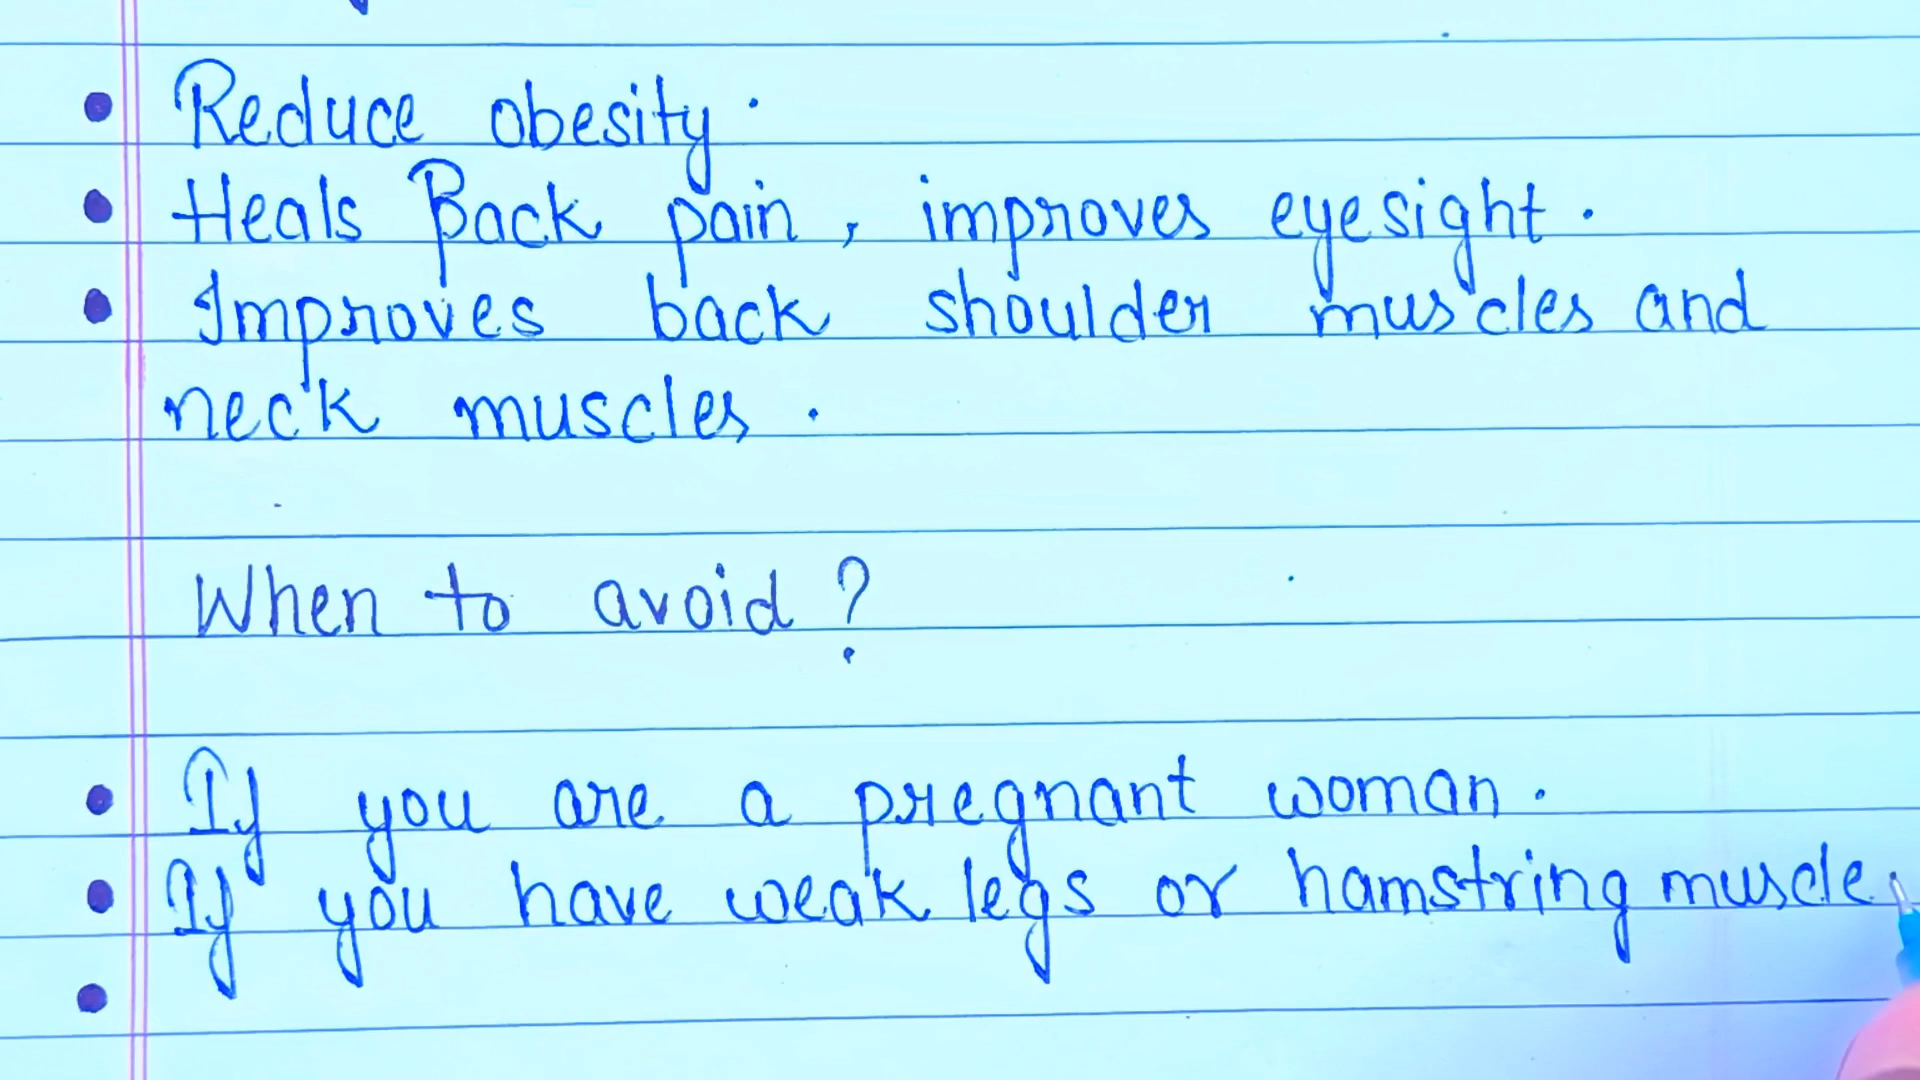 • Reduce obesity.
• Heals Back pain, improves eyesight.
• Improves back shoulder muscles and
neck muscles.
When to avoid?
• If you are a pregnant woman.
• If you have weak legs or hamstring muscle
•